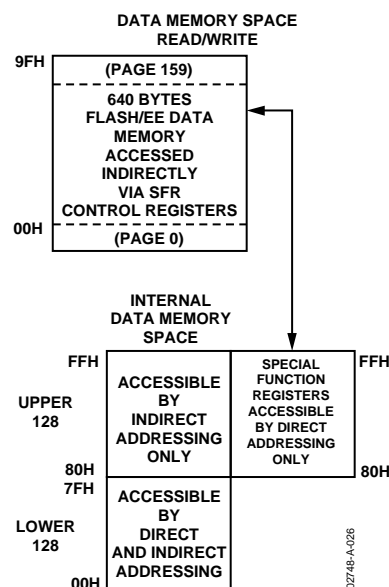 DATA MEMORY SPACE
READ/WRITE
9FH
(PAGE 159)
640 BYTES
FLASH/EE DATA
MEMORY
ACCESSED
INDIRECTLY
VIA SFR
CONTROL REGISTERS
00H
(PAGE 0)
INTERNAL
DATA MEMORY
SPACE
FFH
ACCESSIBLE
BY
INDIRECT
ADDRESSING
ONLY
SPECIAL
FUNCTION
REGISTERS
ACCESSIBLE
BY DIRECT
ADDRESSING
ONLY
FFH
UPPER
128
80H
80H
7FH
ACCESSIBLE
BY
DIRECT
AND INDIRECT
ADDRESSING
LOWER
128
00H
02748-A-026